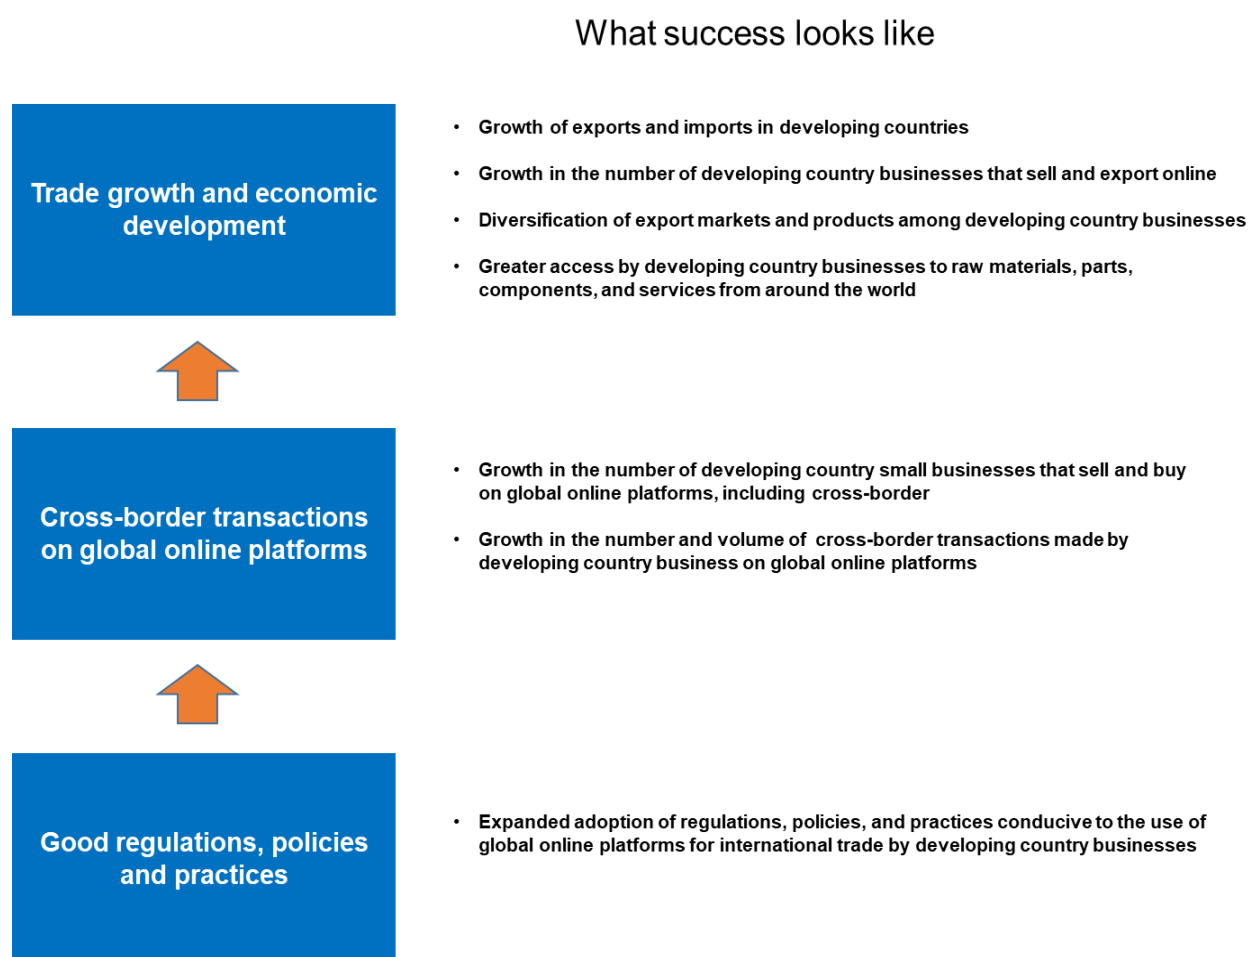 What success looks like
Trade growth and economic
development
• Growth of exports and imports in developing countries
• Growth in the number of developing country businesses that sell and export online
• Diversification of export markets and products among developing country businesses
• Greater access by developing country businesses to raw materials, parts,
components, and services from around the world
Cross-border transactions
on global online platforms
• Growth in the number of developing country small businesses that sell and buy
on global online platforms, including cross-border
• Growth in the number and volume of  cross-border transactions made by
developing country business on global online platforms
Good regulations, policies
and practices
• Expanded adoption of regulations, policies, and practices conducive to the use of
global online platforms for international trade by developing country businesses